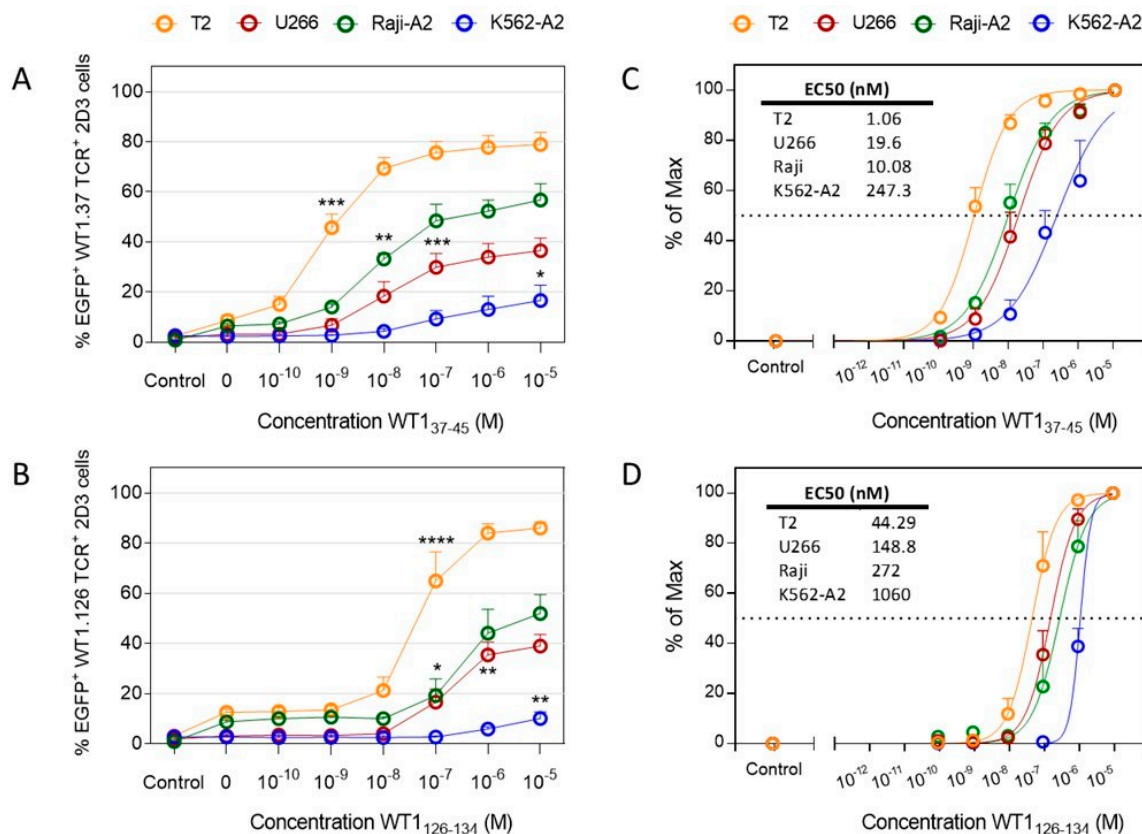 T2 U266 Raji-A2 K562-A2
T2 U266 Raji-A2 K562-A2
A
% EGFP⁺ WT1.37 TCR⁺ 2D3 cells
100
80
60
40
20
0
***
**
***
*
Control 0 10⁻¹⁰ 10⁻⁹ 10⁻⁸ 10⁻⁷ 10⁻⁶ 10⁻⁵
Concentration WT1₃₇₋₄₅ (M)
C
% of Max
100
80
60
40
20
0
EC50 (nM)
T2 1.06
U266 19.6
Raji 10.08
K562-A2 247.3
Control 10⁻¹² 10⁻¹¹ 10⁻¹⁰ 10⁻⁹ 10⁻⁸ 10⁻⁷ 10⁻⁶ 10⁻⁵
Concentration WT1₃₇₋₄₅ (M)
B
% EGFP⁺ WT1.126 TCR⁺ 2D3 cells
100
80
60
40
20
0
****
*
**
**
Control 0 10⁻¹⁰ 10⁻⁹ 10⁻⁸ 10⁻⁷ 10⁻⁶ 10⁻⁵
Concentration WT1₁₂₆₋₁₃₄ (M)
D
% of Max
100
80
60
40
20
0
EC50 (nM)
T2 44.29
U266 148.8
Raji 272
K562-A2 1060
Control 10⁻¹² 10⁻¹¹ 10⁻¹⁰ 10⁻⁹ 10⁻⁸ 10⁻⁷ 10⁻⁶ 10⁻⁵
Concentration WT1₁₂₆₋₁₃₄ (M)